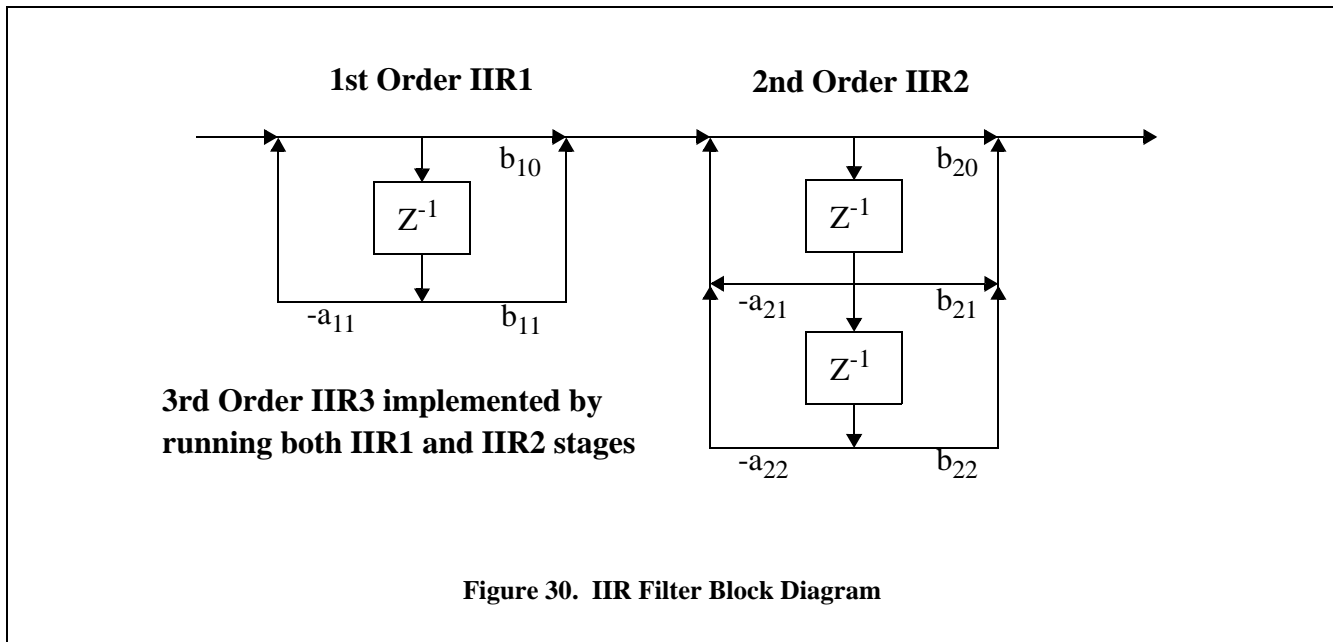 1st Order IIR1
2nd Order IIR2
b10
b20
Z-1
Z-1
-a11
b11
-a21
b21
Z-1
3rd Order IIR3 implemented by
running both IIR1 and IIR2 stages
-a22
b22
Figure 30. IIR Filter Block Diagram